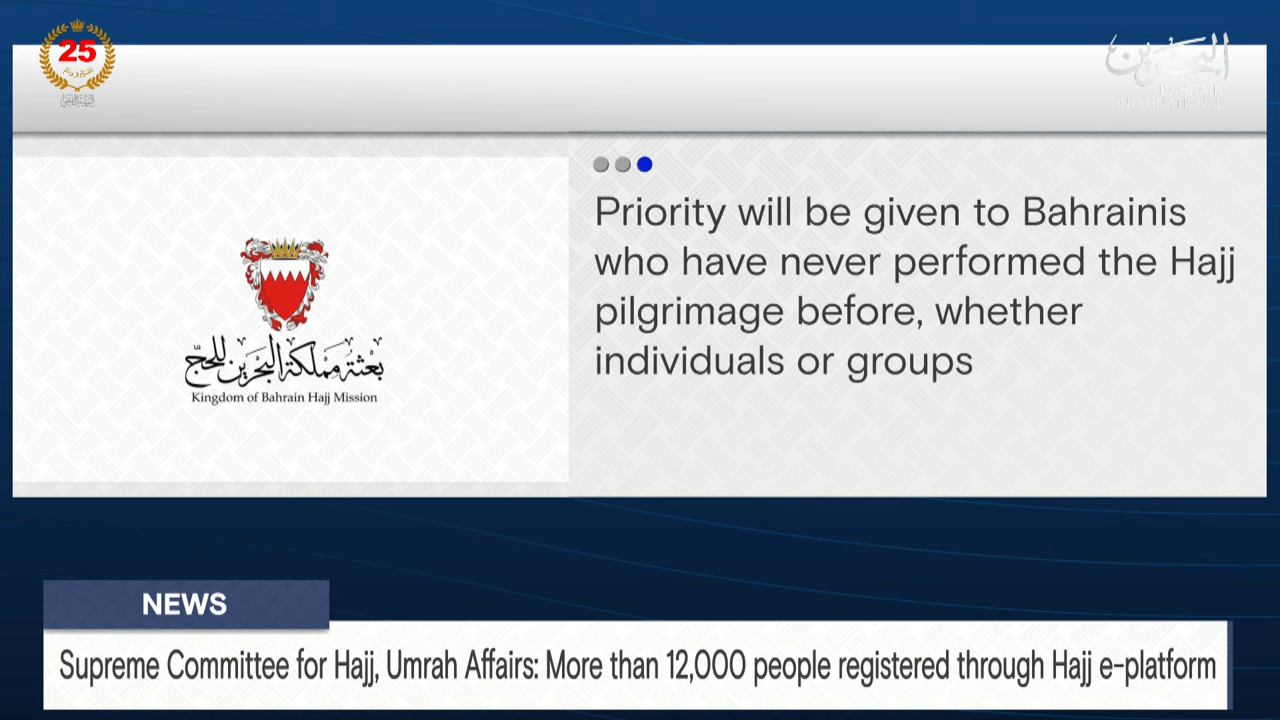 25
البحرين
BAHRAIN
INTERNATIONAL
Priority will be given to Bahrainis
who have never performed the Hajj
pilgrimage before, whether
individuals or groups
بعثة مملكة البحرين للحج
Kingdom of Bahrain Hajj Mission
NEWS
Supreme Committee for Hajj, Umrah Affairs: More than 12,000 people registered through Hajj e-platform